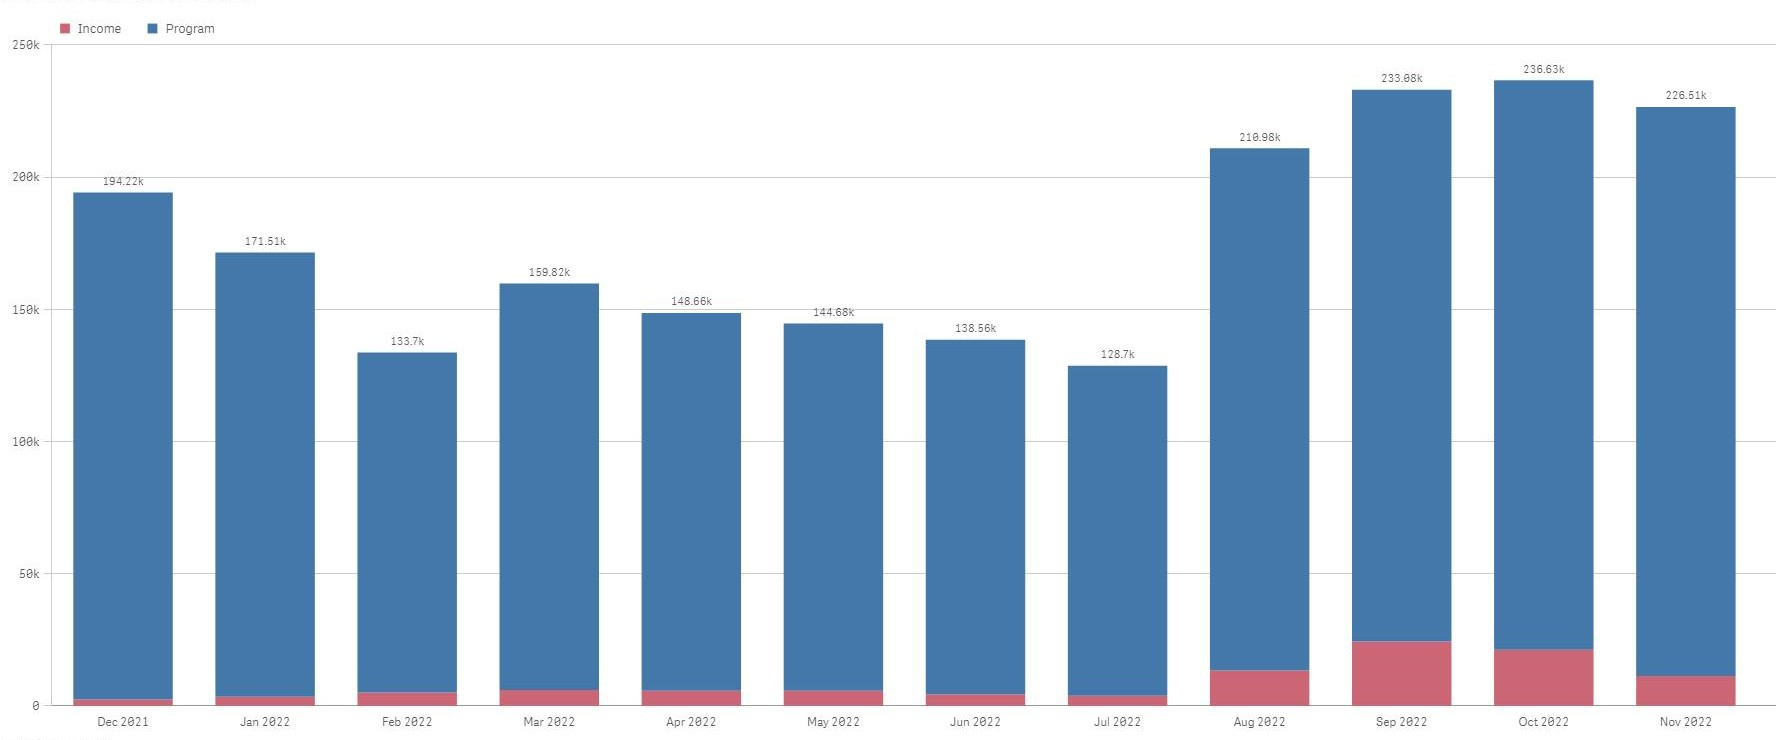 Income Program
250k
200k
150k
100k
50k
0
194.22k
171.51k
133.7k
159.82k
148.66k
144.68k
138.56k
128.7k
210.98k
233.08k
236.63k
226.51k
Dec 2021 Jan 2022 Feb 2022 Mar 2022 Apr 2022 May 2022 Jun 2022 Jul 2022 Aug 2022 Sep 2022 Oct 2022 Nov 2022